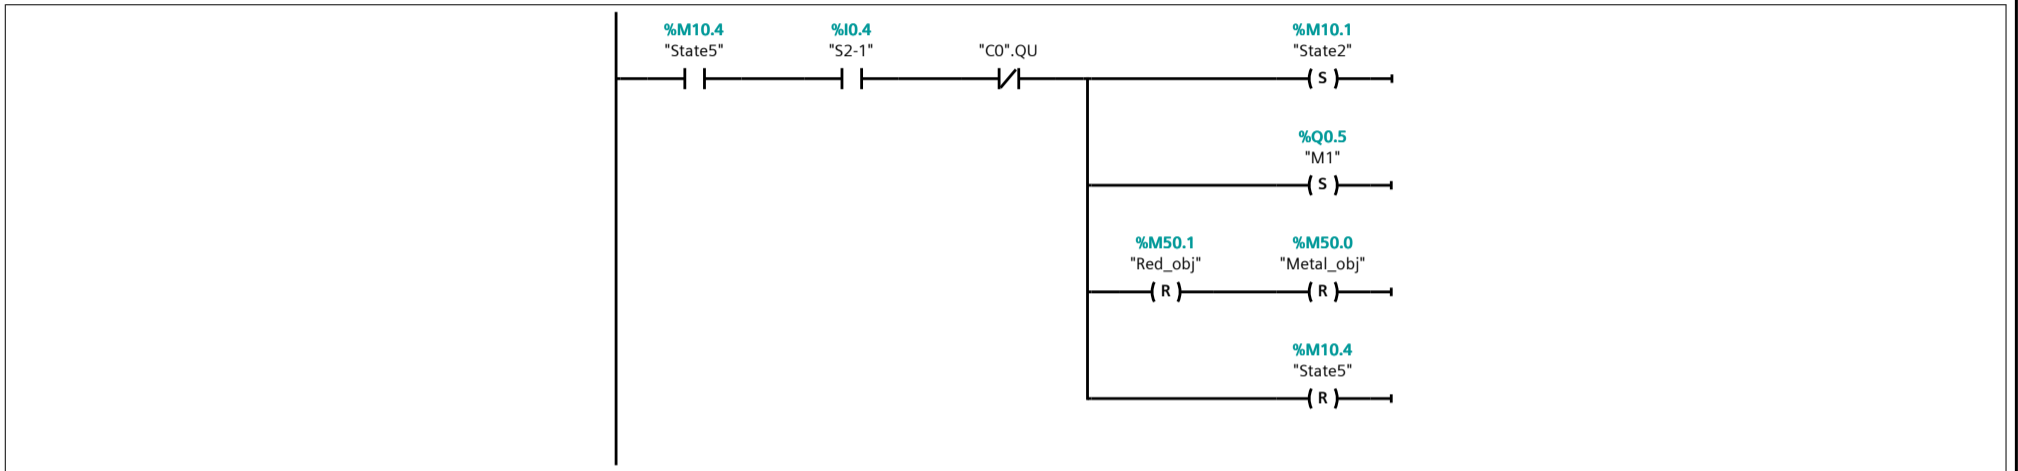 %M10.4 %I0.4 %M10.1
"State5" "S2-1" "C0".QU "State2"
S
%Q0.5
"M1"
S
%M50.1 %M50.0
"Red_obj" "Metal_obj"
R R
%M10.4
"State5"
R